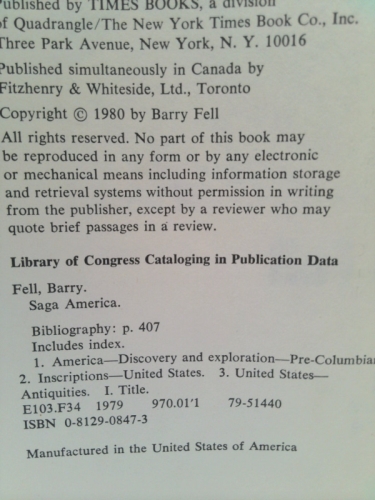 Published by TIMES BOOKS, a division
of Quadrangle/The New York Times Book Co., Inc.
Three Park Avenue, New York, N. Y. 10016
Published simultaneously in Canada by
Fitzhenry & Whiteside, Ltd., Toronto
Copyright © 1980 by Barry Fell
All rights reserved. No part of this book may
be reproduced in any form or by any electronic
or mechanical means including information storage
and retrieval systems without permission in writing
from the publisher, except by a reviewer who may
quote brief passages in a review.
Library of Congress Cataloging in Publication Data
Fell, Barry.
Saga America.
Bibliography: p. 407
Includes index.
1. America—Discovery and exploration—Pre-Columbian
2. Inscriptions—United States. 3. United States—
Antiquities. I. Title.
E103.F34 1979 970.01'1 79-51440
ISBN 0-8129-0847-3
Manufactured in the United States of America